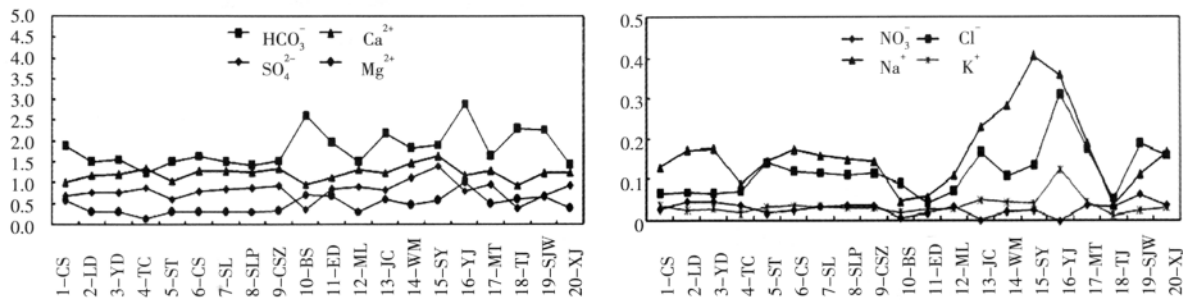 5.0
4.5
4.0
3.5
3.0
2.5
2.0
1.5
1.0
0.5
0.0
HCO₃⁻ Ca²⁺
SO₄²⁻ Mg²⁺
1-CS
2-LD
3-YD
4-TC
5-ST
6-CS
7-SL
8-SLP
9-CSZ
10-BS
11-ED
12-ML
13-JC
14-WM
15-SY
16-YJ
17-MT
18-TJ
19-SJW
20-XJ
0.5
0.4
0.3
0.2
0.1
0
NO₃⁻ Cl⁻
Na⁺ K⁺
1-CS
2-LD
3-YD
4-TC
5-ST
6-CS
7-SL
8-SLP
9-CSZ
10-BS
11-ED
12-ML
13-JC
14-WM
15-SY
16-YJ
17-MT
18-TJ
19-SJW
20-XJ